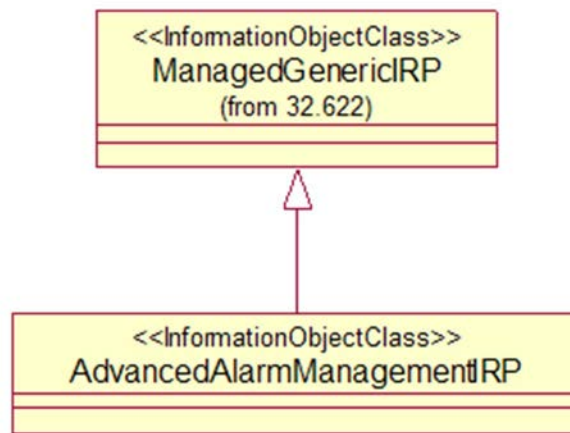 <<InformationObjectClass>>
ManagedGenericIRP
(from 32.622)
<<InformationObjectClass>>
AdvancedAlarmManagementIRP